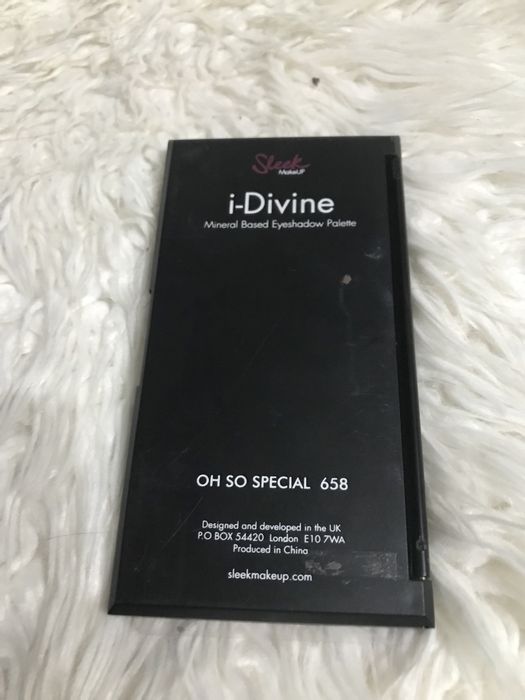 Sleek
MakeUP
i-Divine
Mineral Based Eyeshadow Palette
OH SO SPECIAL 658
Designed and developed in the UK
P.O BOX 54420 London E10 7WA
Produced in China
sleekmakeup.com